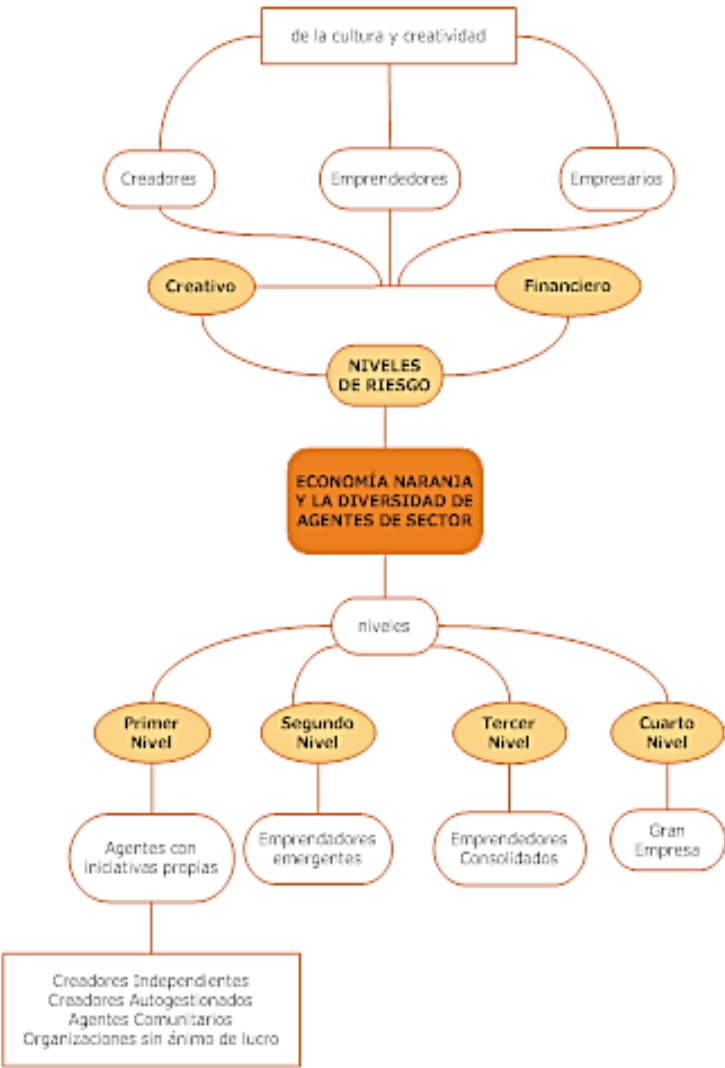 de la cultura y creatividad
Creadores
Emprendedores
Empresarios
Creativo
Financiero
NIVELES
DE RIESGO
ECONOMÍA NARANJA
Y LA DIVERSIDAD DE
AGENTES DE SECTOR
niveles
Primer
Nivel
Segundo
Nivel
Tercer
Nivel
Cuarto
Nivel
Agentes con
iniciativas propias
Emprendadores
emergentes
Emprendedores
Consolidados
Gran
Empresa
Creadores Independientes
Creadores Autogestionados
Agentes Comunitarios
Organizaciones sin ánimo de lucro